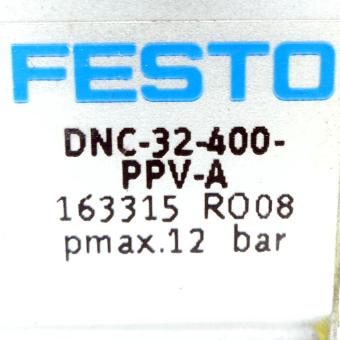 FESTO
DNC-32-400-
PPV-A
163315 RO08
pmax.12 bar